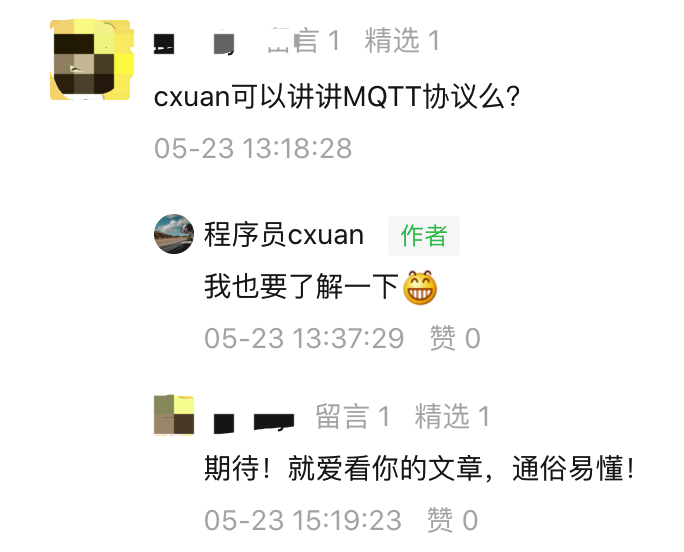 留言 1 精选 1
cxuan可以讲讲MQTT协议么?
05-23 13:18:28
程序员cxuan 作者
我也要了解一下
05-23 13:37:29 赞 0
留言 1 精选 1
期待！就爱看你的文章，通俗易懂！
05-23 15:19:23 赞 0